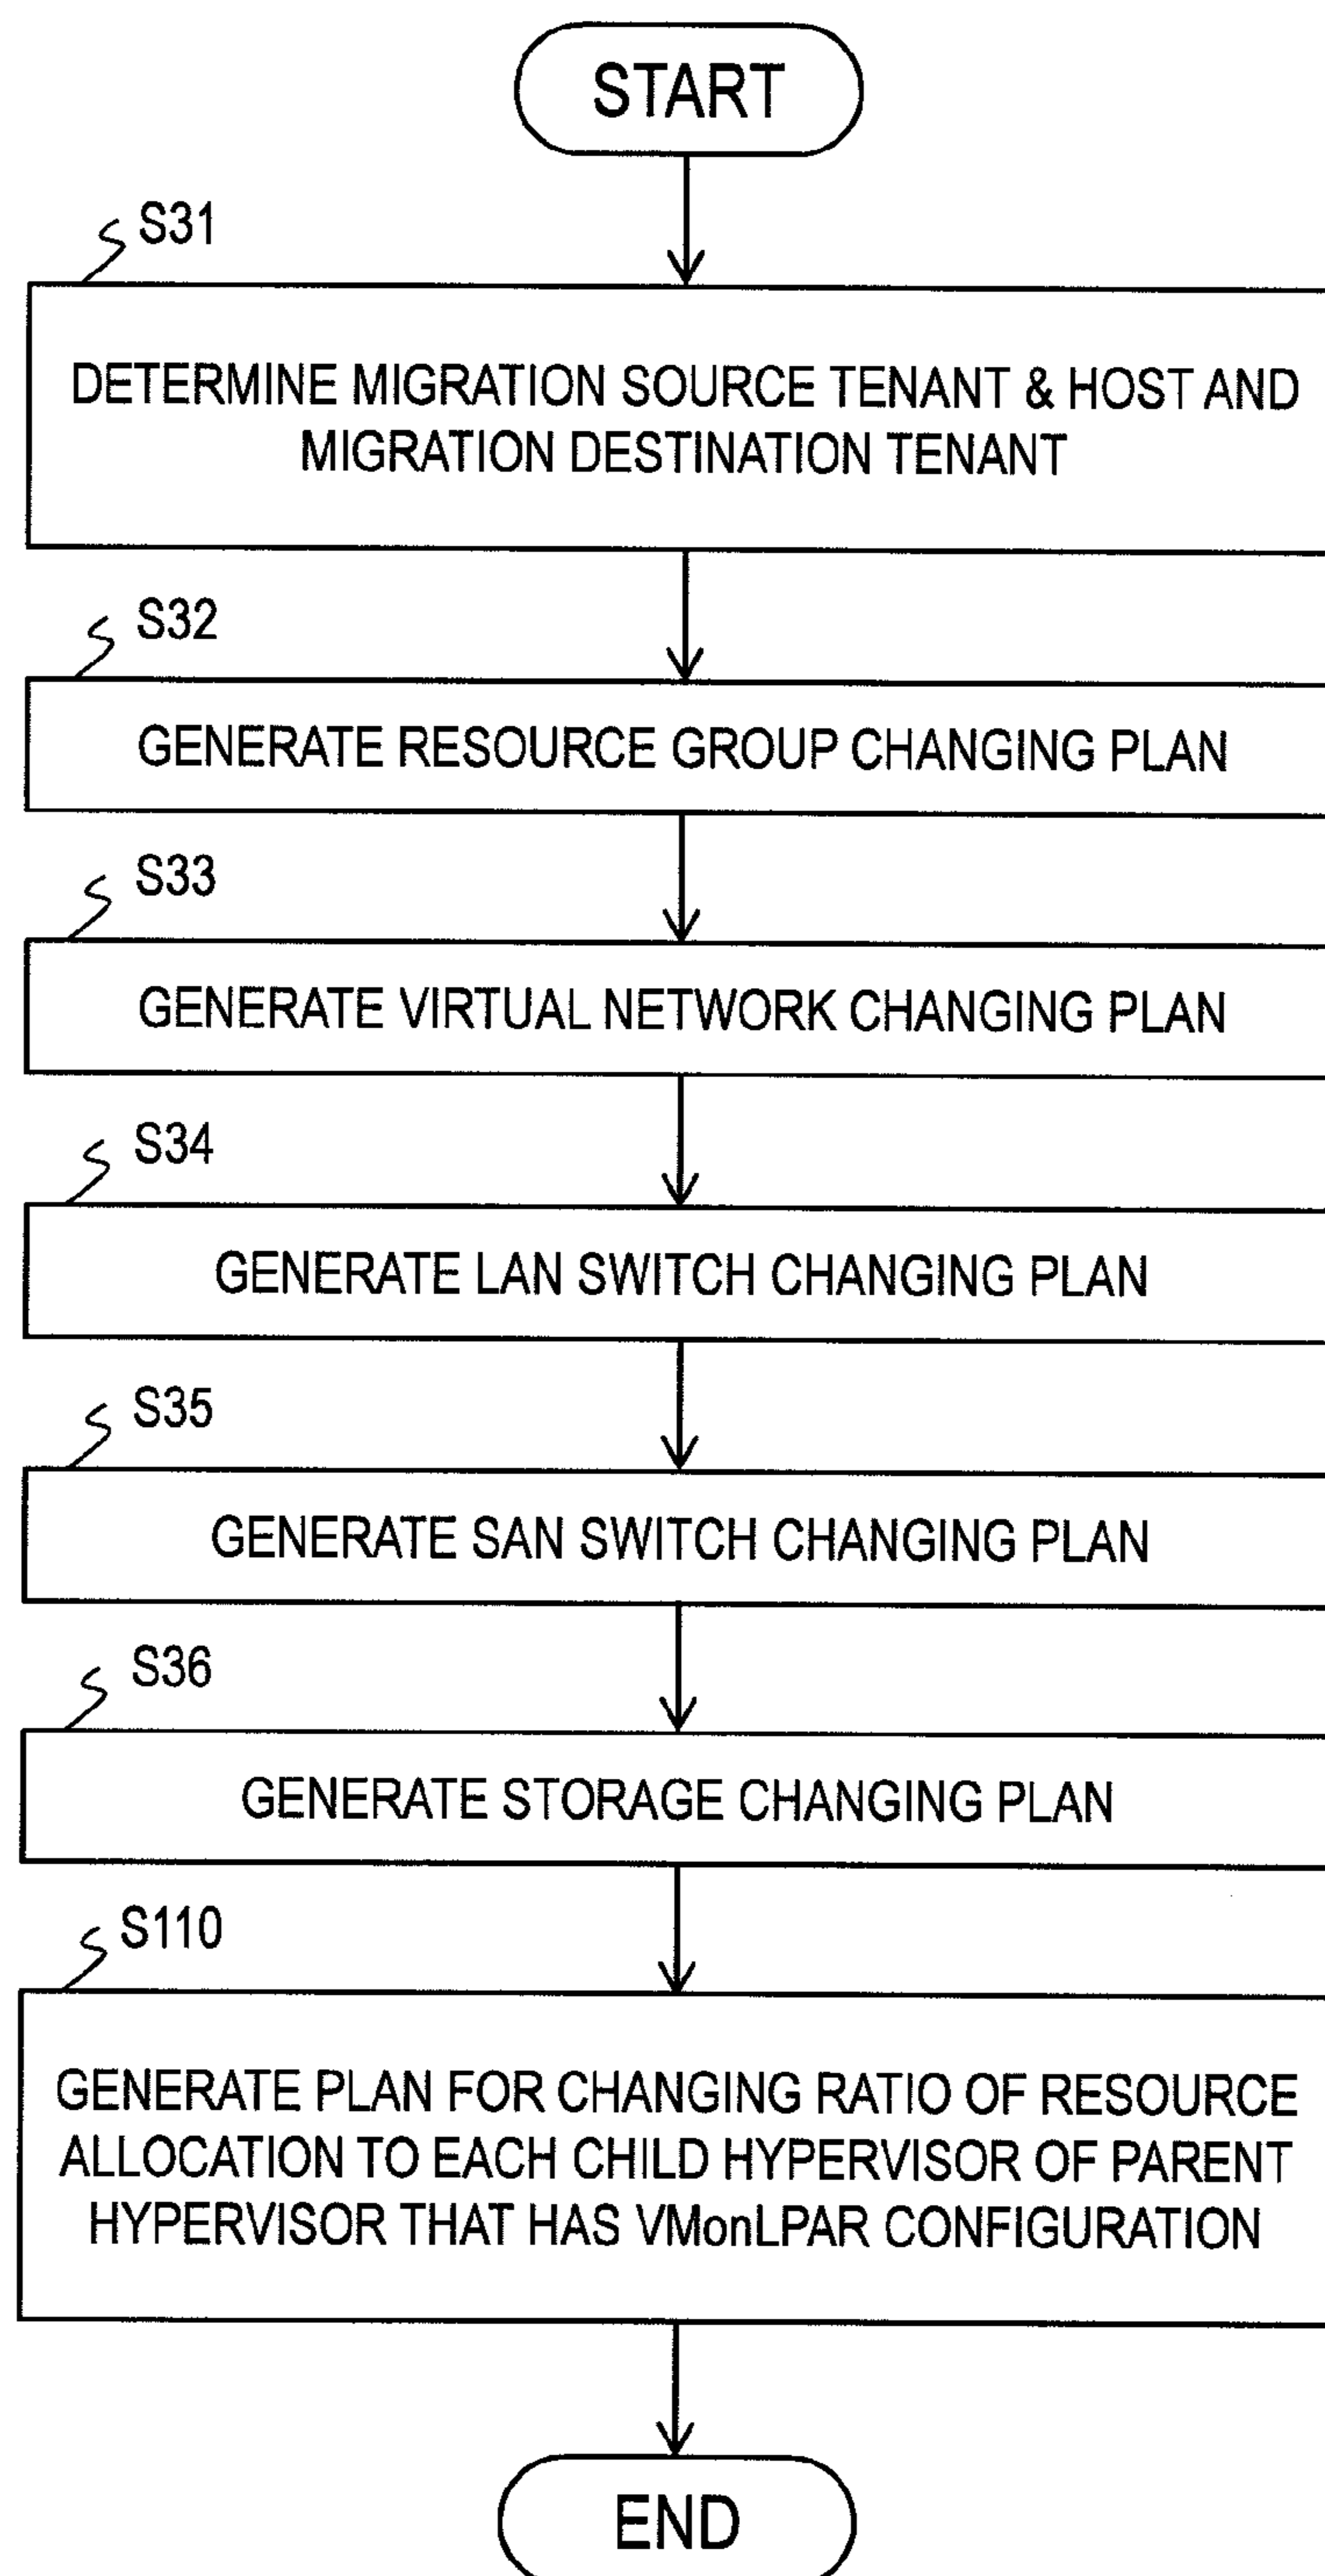 START
S31
DETERMINE MIGRATION SOURCE TENANT & HOST AND
MIGRATION DESTINATION TENANT
S32
GENERATE RESOURCE GROUP CHANGING PLAN
S33
GENERATE VIRTUAL NETWORK CHANGING PLAN
S34
GENERATE LAN SWITCH CHANGING PLAN
S35
GENERATE SAN SWITCH CHANGING PLAN
S36
GENERATE STORAGE CHANGING PLAN
S110
GENERATE PLAN FOR CHANGING RATIO OF RESOURCE
ALLOCATION TO EACH CHILD HYPERVISOR OF PARENT
HYPERVISOR THAT HAS VMonLPAR CONFIGURATION
END